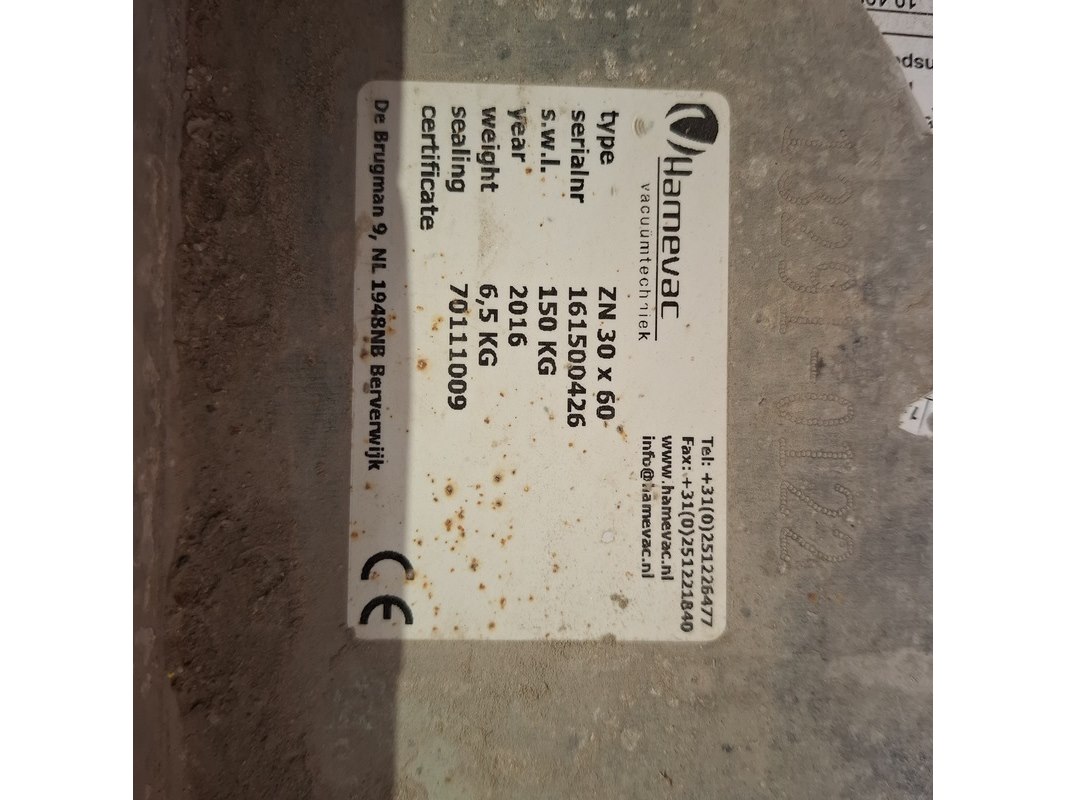 Hamevac
vacuümtechniek
Tel: +31(0)251226477
Fax: +31(0)251221840
www.hamevac.nl
info@hamevac.nl
type ZN 30 x 60
serialnr 161500426
s.w.l. 150 KG
year 2016
weight 6,5 KG
sealing 70111009
certificate
De Brugman 9, NL 1948NB Berverwijk
CE